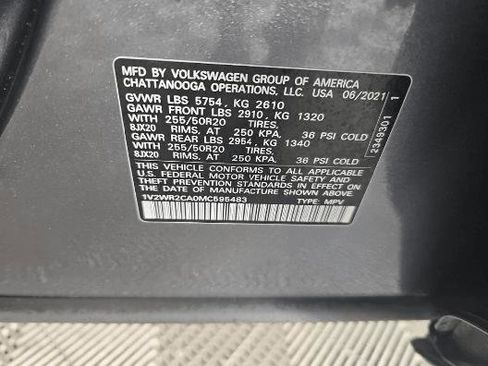 MFD BY VOLKSWAGEN GROUP OF AMERICA
CHATTANOOGA OPERATIONS, LLC. USA 06/2021
GVWR LBS 5754, KG 2610
GAWR FRONT LBS 2910, KG 1320
WITH 255/50R20 TIRES,
8JX20 RIMS, AT 250 KPA, 36 PSI COLD
GAWR REAR LBS 2954, KG 1340
WITH 255/50R20 TIRES,
8JX20 RIMS, AT 250 KPA, 36 PSI COLD
THIS VEHICLE CONFORMS TO ALL APPLICABLE
U.S. FEDERAL MOTOR VEHICLE SAFETY AND
THEFT PREVENTION STANDARDS IN EFFECT ON
THE DATE OF MANUFACTURE SHOWN ABOVE.
1V2WR2CA0MC595483 TYPE: MPV
2349301 1